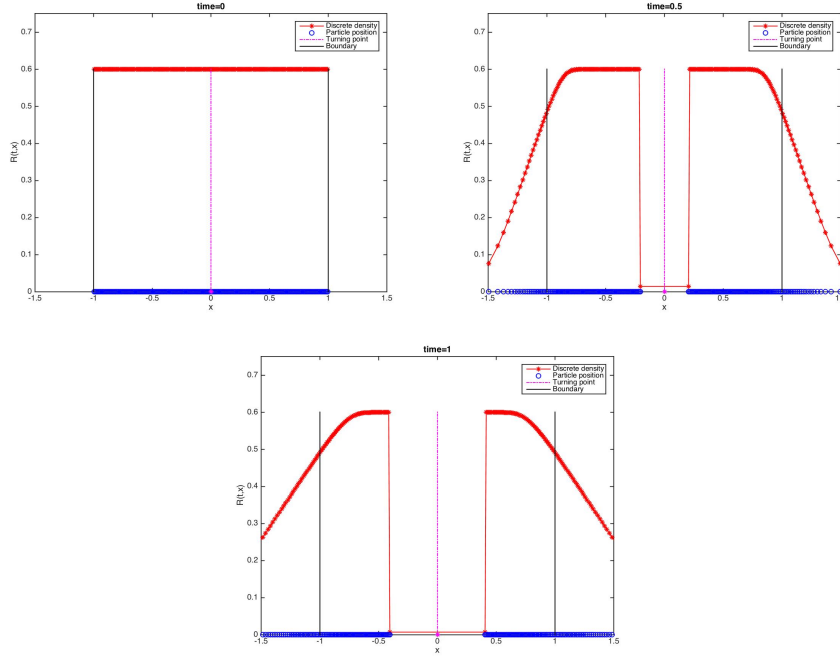 time=0
Discrete density
Particle position
Turning point
Boundary
0.7
0.6
0.5
0.4
0.3
0.2
0.1
0
R(t,x)
-1.5 -1 -0.5 0 0.5 1 1.5
x
time=0.5
Discrete density
Particle position
Turning point
Boundary
0.7
0.6
0.5
0.4
0.3
0.2
0.1
0
R(t,x)
-1.5 -1 -0.5 0 0.5 1 1.5
x
time=1
Discrete density
Particle position
Turning point
Boundary
0.7
0.6
0.5
0.4
0.3
0.2
0.1
0
R(t,x)
-1.5 -1 -0.5 0 0.5 1 1.5
x